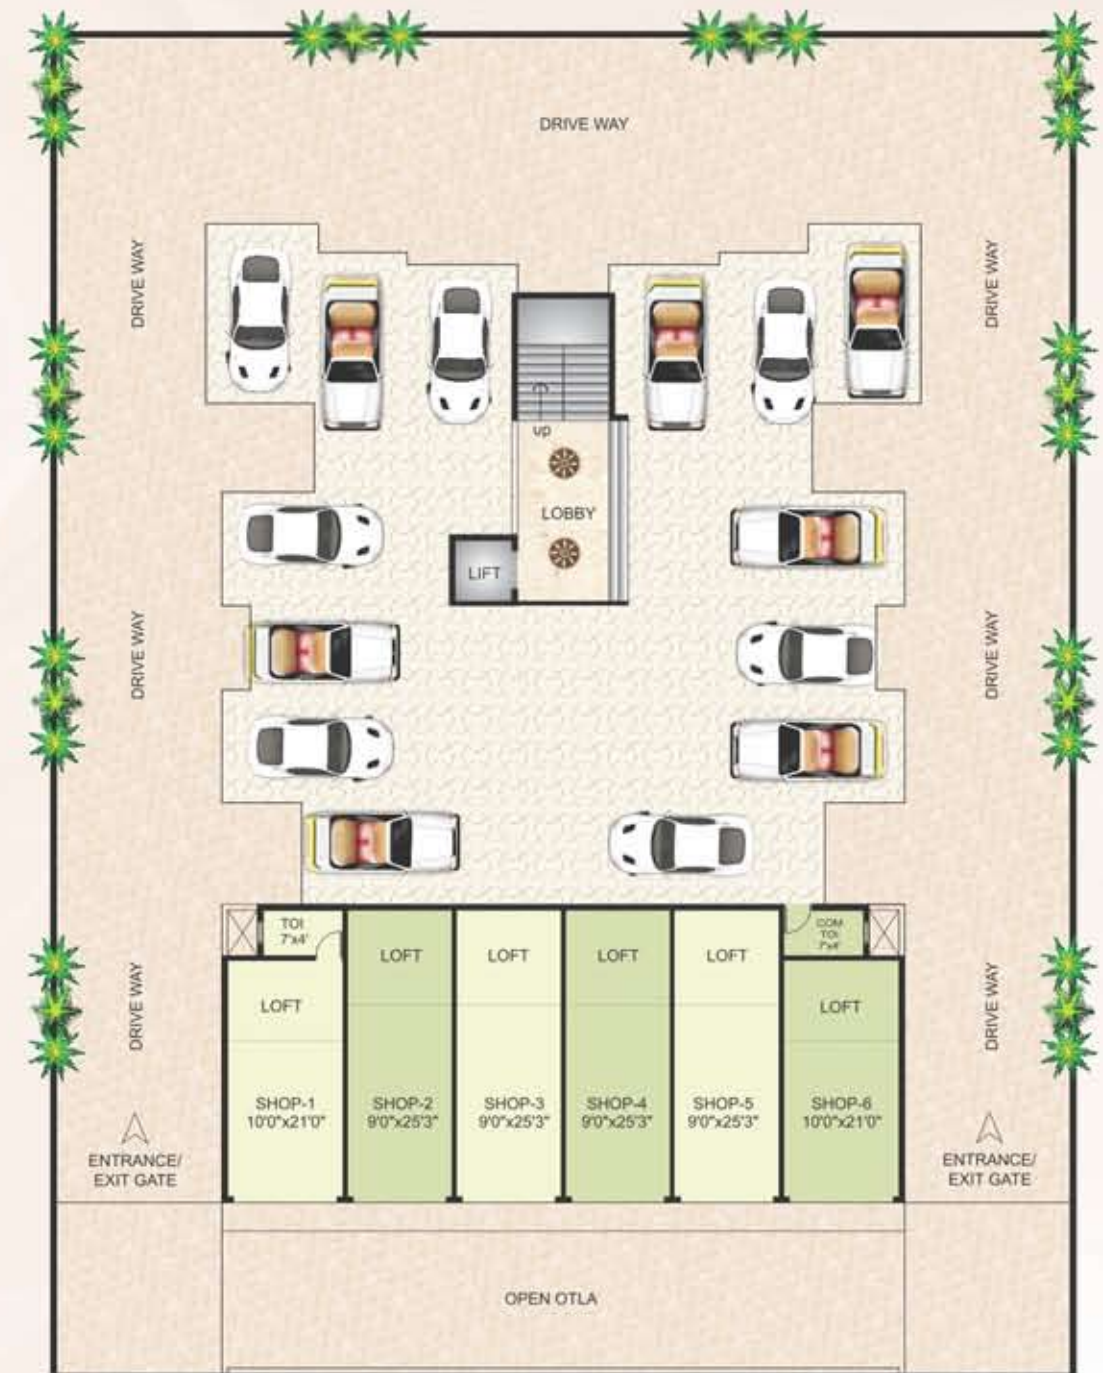 DRIVE WAY
DRIVE WAY
DRIVE WAY
up
LOBBY
LIFT
DRIVE WAY
DRIVE WAY
TOI
7'x4'
COM
TOI
7'x4'
LOFT
LOFT
LOFT
LOFT
LOFT
LOFT
DRIVE WAY
DRIVE WAY
SHOP-1
10'0"x21'0"
SHOP-2
9'0"x25'3"
SHOP-3
9'0"x25'3"
SHOP-4
9'0"x25'3"
SHOP-5
9'0"x25'3"
SHOP-6
10'0"x21'0"
ENTRANCE/
EXIT GATE
ENTRANCE/
EXIT GATE
OPEN OTLA